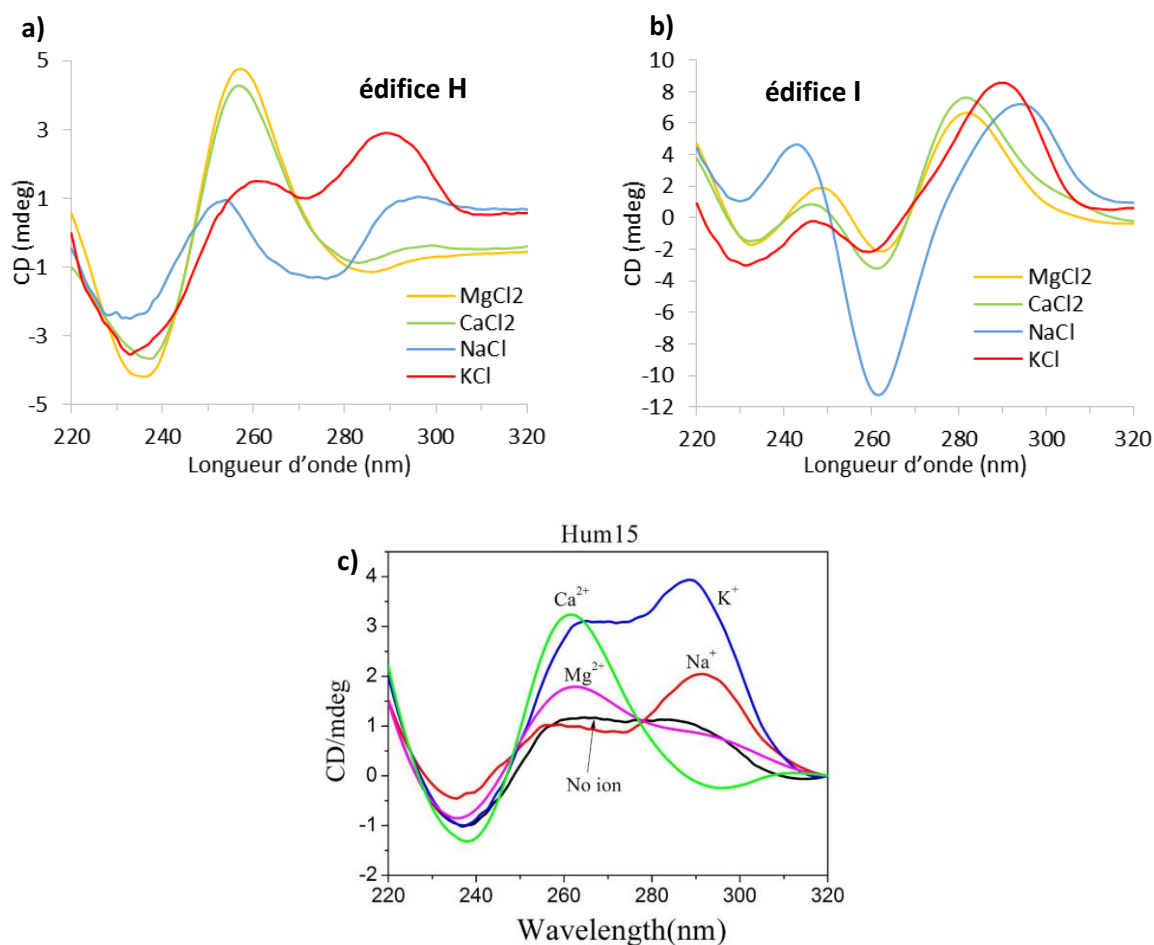 a)
édifice H
CD (mdeg)
5
3
1
-1
-3
-5
220 240 260 280 300 320
Longueur d'onde (nm)
MgCl2
CaCl2
NaCl
KCl
b)
édifice I
CD (mdeg)
10
8
6
4
2
0
-2
-4
-6
-8
-10
-12
220 240 260 280 300 320
Longueur d'onde (nm)
MgCl2
CaCl2
NaCl
KCl
Hum15
c)
CD/mdeg
4
3
2
1
0
-1
-2
Ca²⁺
K⁺
Mg²⁺
Na⁺
No ion
220 240 260 280 300 320
Wavelength(nm)